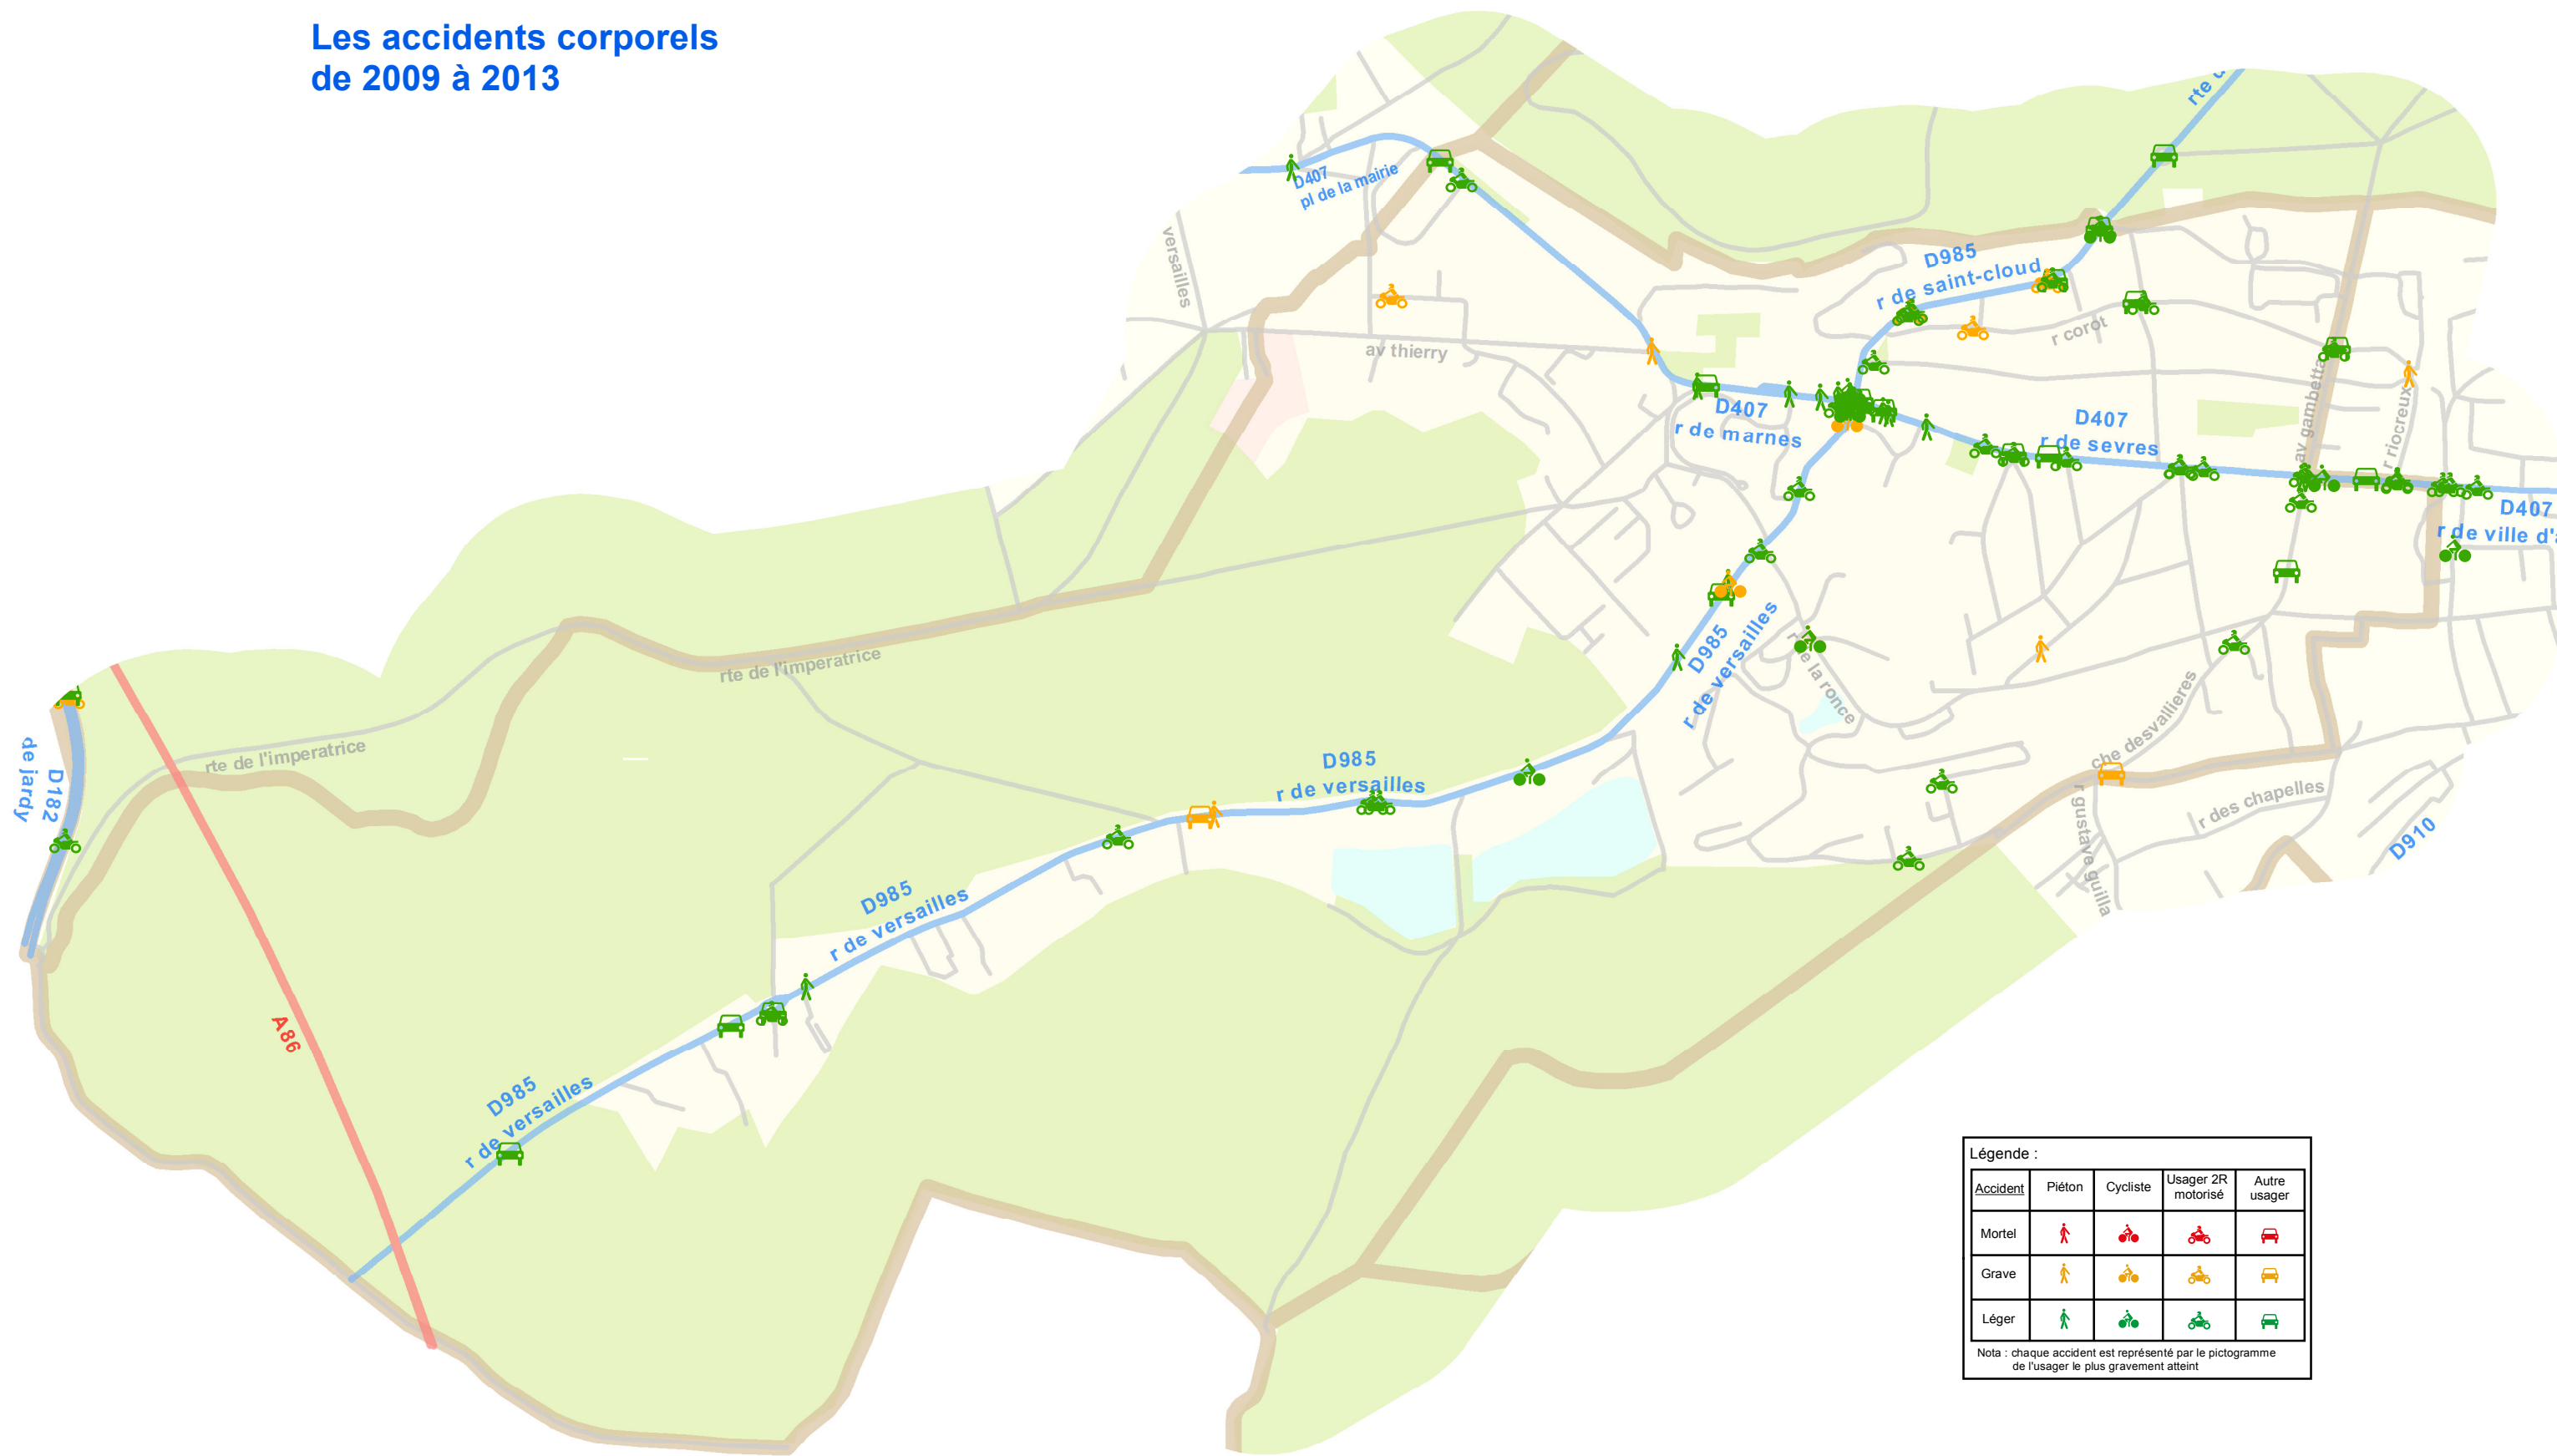 Les accidents corporels
de 2009 à 2013
rte
D407
pl de la mairie
versailles
D985
r de saint-cloud
r corot
av thierry
D407
r de marnes
D407
r de sevres
av gambetta
r riocreux
D407
r de ville d'
D985
r de versailles
r de la ronce
rte de l'imperatrice
rte de l'imperatrice
D182
de jardy
che desvallieres
D985
r de versailles
r gustave guilla
r des chapelles
D910
D985
r de versailles
A86
D985
r de versailles
Légende :
Accident
Piéton
Cycliste
Usager 2R
motorisé
Autre
usager
Mortel
Grave
Léger
Nota : chaque accident est représenté par le pictogramme
de l'usager le plus gravement atteint